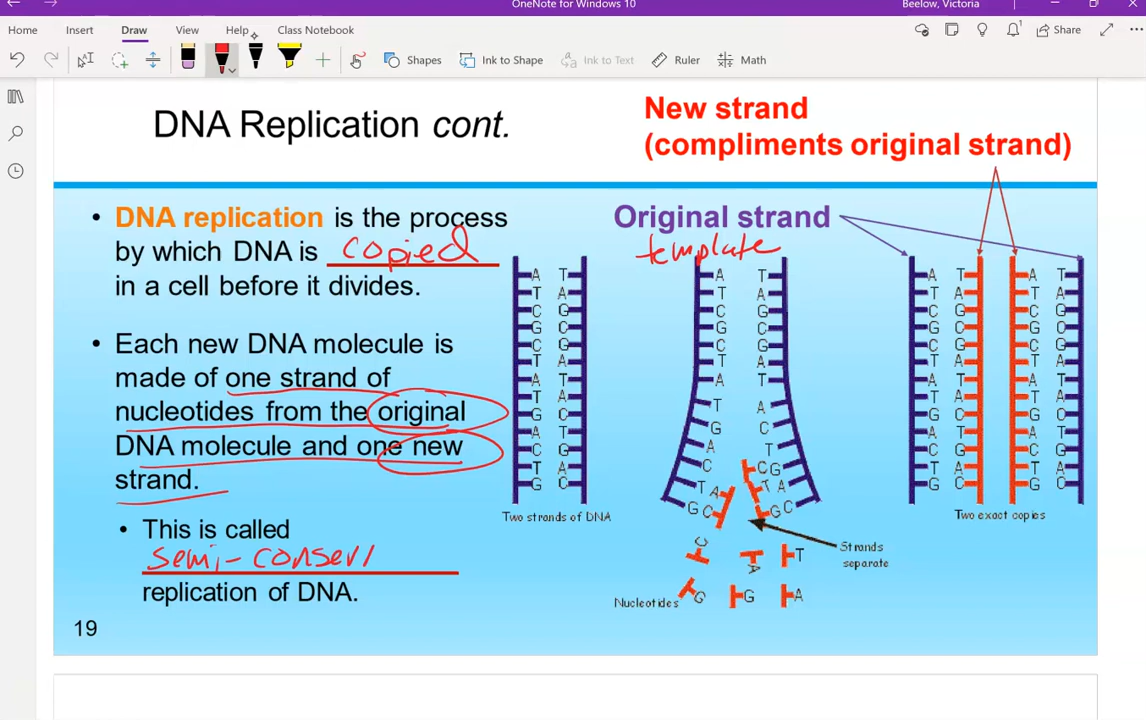 OneNote for Windows 10
Beelow, Victoria
Home Insert Draw View Help Class Notebook
Share
Shapes Ink to Shape Ink to Text Ruler Math
DNA Replication cont.
New strand
(compliments original strand)
• DNA replication is the process
by which DNA is copied
in a cell before it divides.
• Each new DNA molecule is
made of one strand of
nucleotides from the original
DNA molecule and one new
strand.
• This is called
semi-conser
replication of DNA.
19
Original strand
template
A T A T A T A T
T A T A T A T A
C G C G C G C G
G C G C G C G C
C G C G C G C G
T A T A T A T A
A T A T A T A T
T A T A T A T A
G C G C G C G C
A T A T A T A T
C G C C G C G C G
T A T A T A T A T A
G C G C G C G C G C
Two strands of DNA
Strands
separate
C A T
Nucleotides G G A
Two exact copies